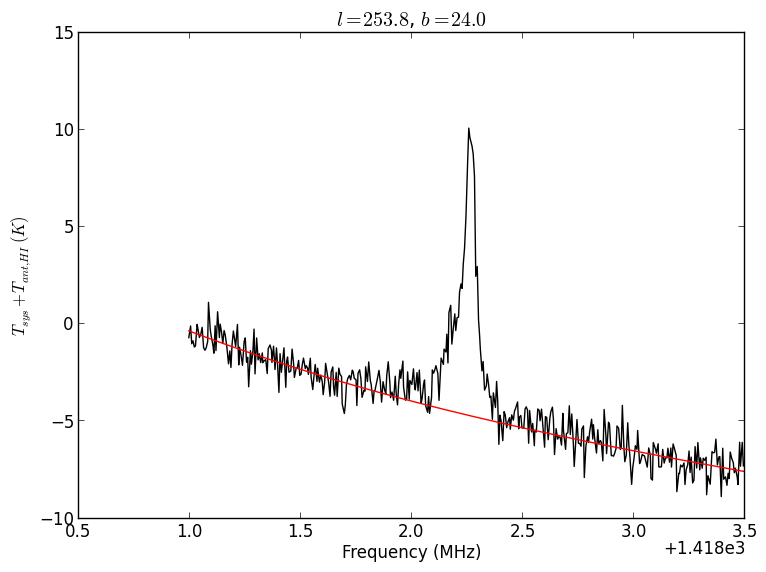 l = 253.8, b = 24.0
15
10
5
0
−5
−10
T_sys + T_ant,HI (K)
0.5 1.0 1.5 2.0 2.5 3.0 3.5
Frequency (MHz)
+1.418e3